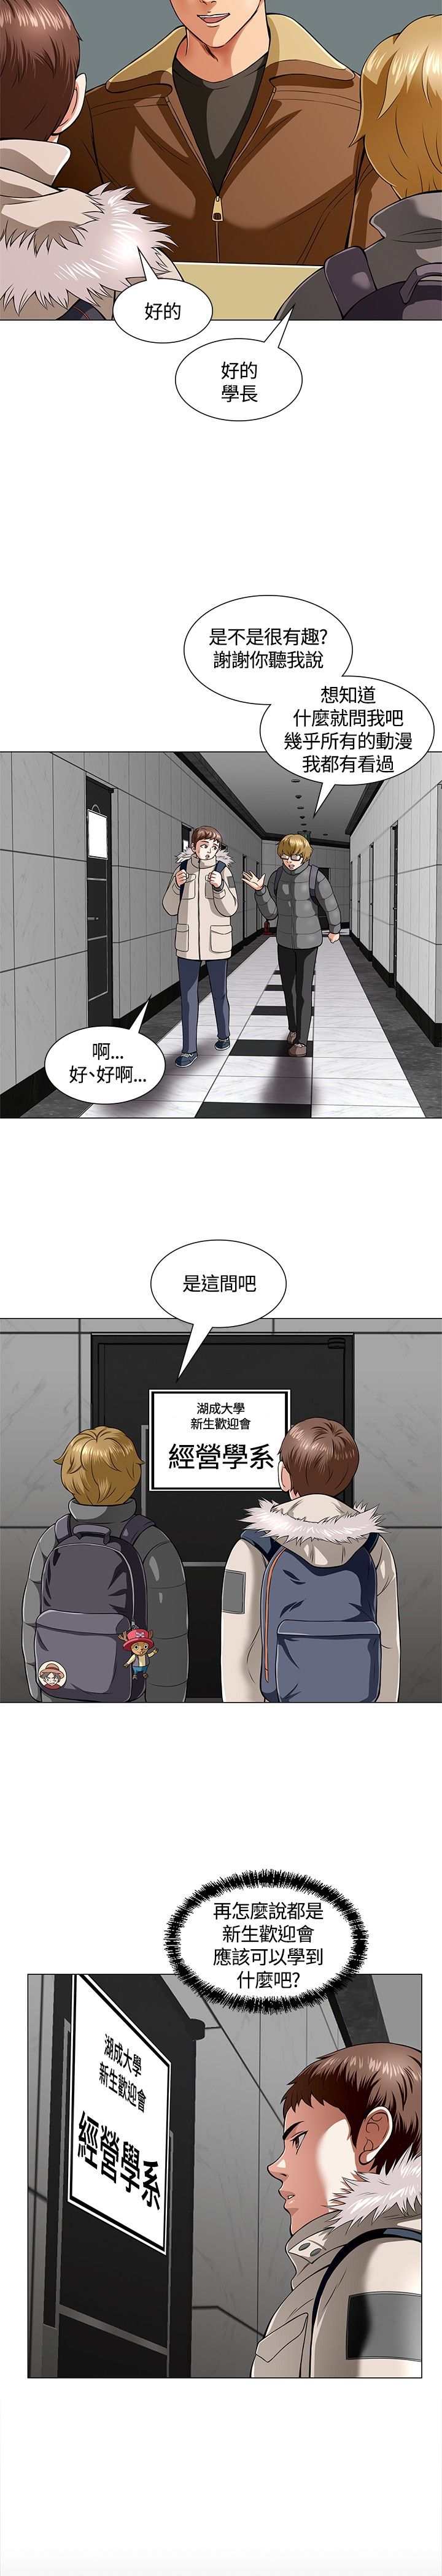 好的
好的
學長
是不是很有趣?
謝謝你聽我說
想知道
什麼就問我吧
幾乎所有的動漫
我都有看過
啊...
好、好啊...
是這間吧
湖成大學
新生歡迎會
經營學系
再怎麼說都是
新生歡迎會
應該可以學到
什麼吧?
湖成大學
新生歡迎會
經營學系